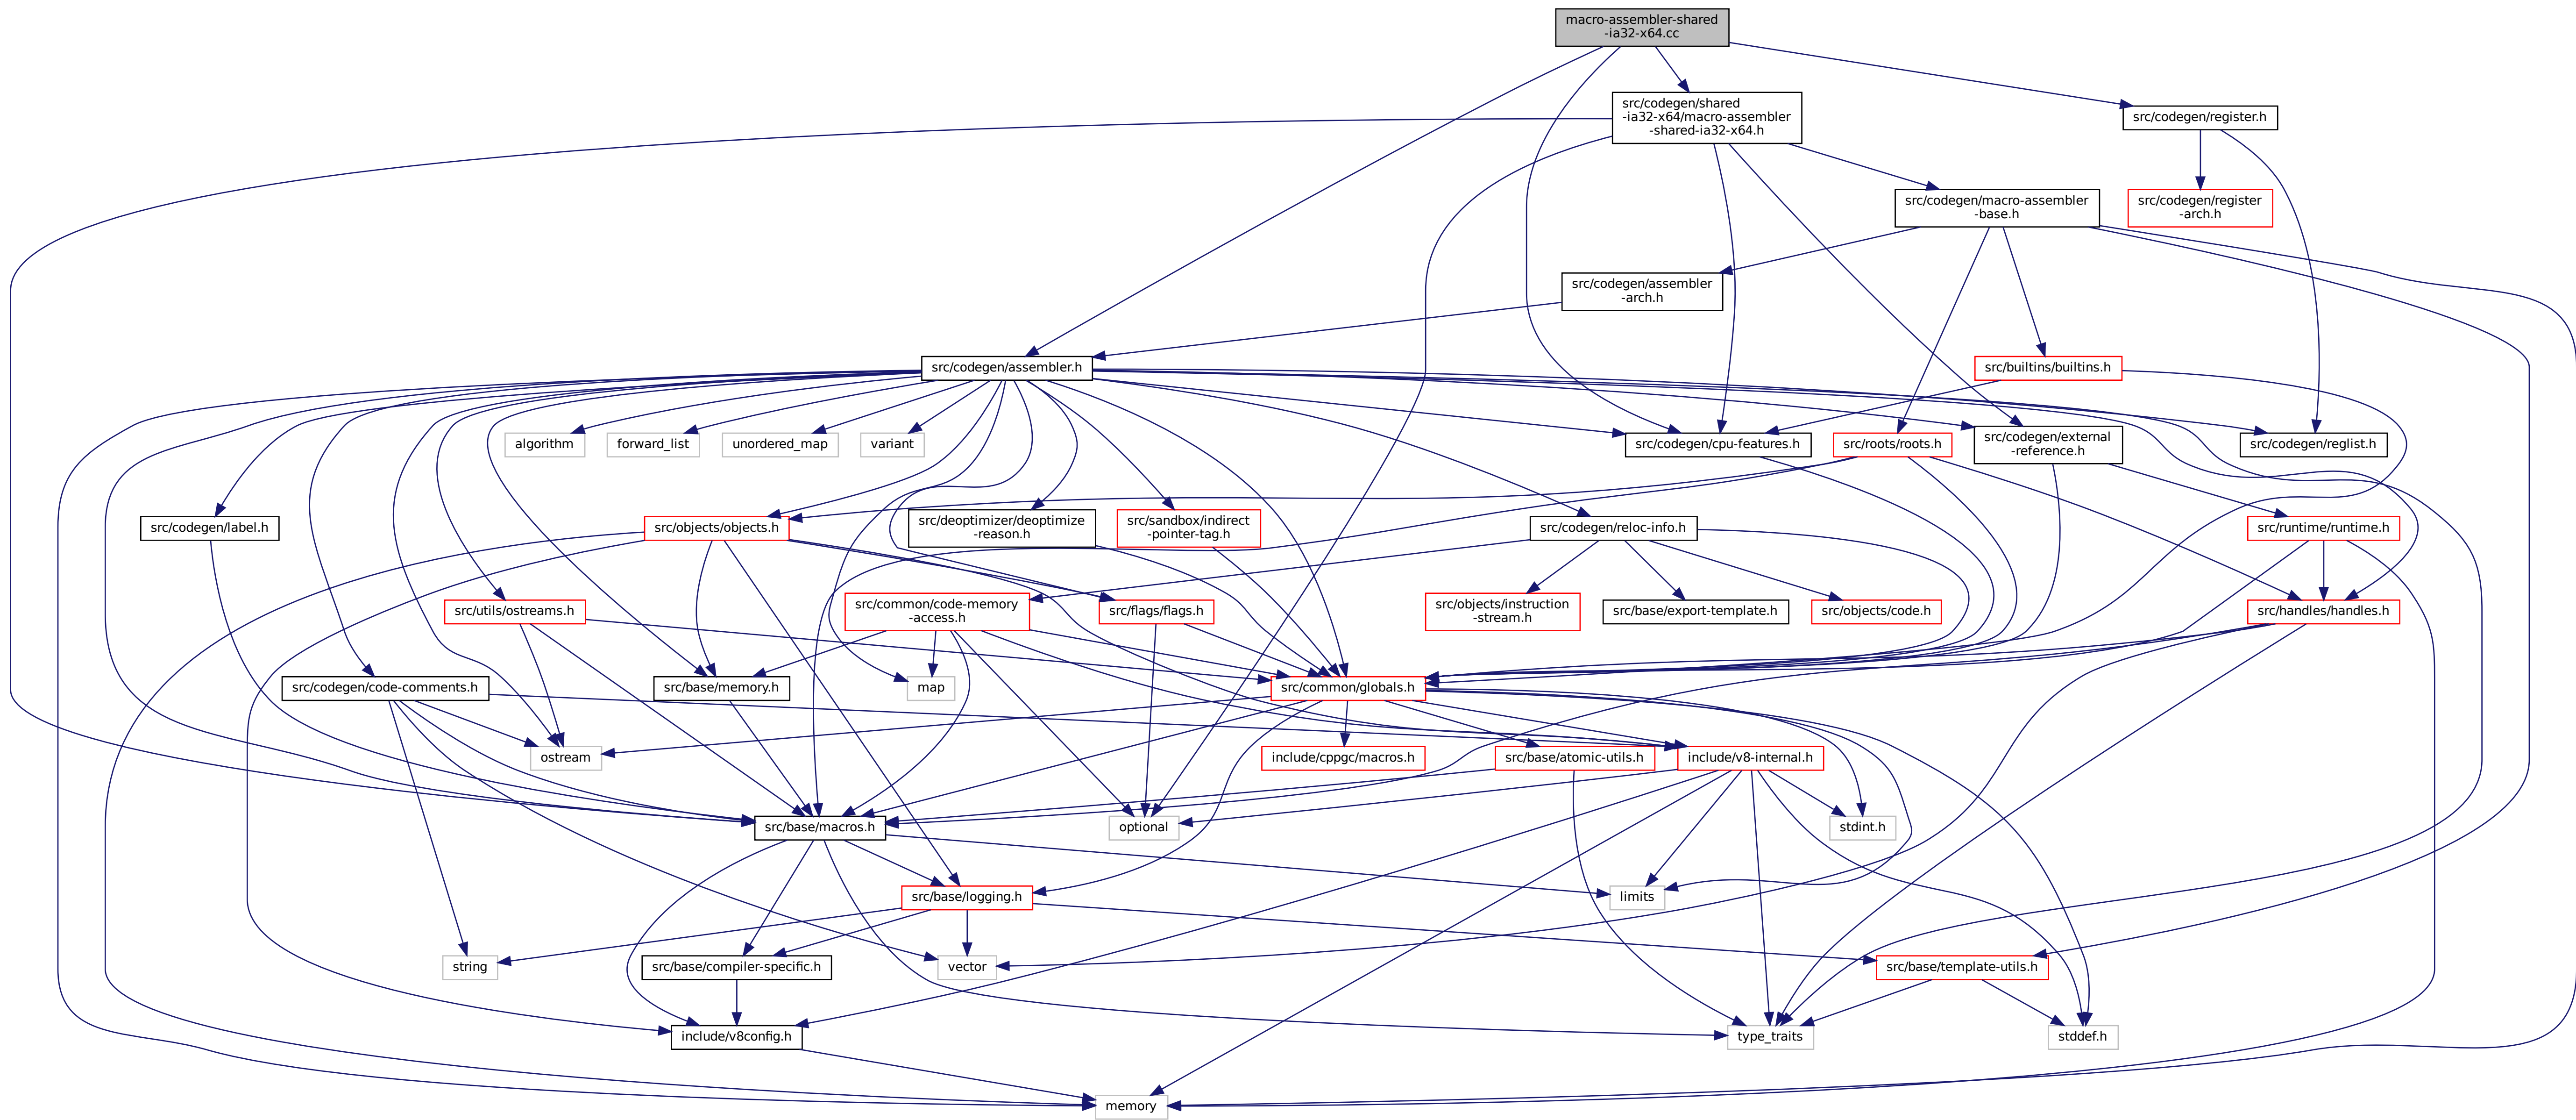 macro-assembler-shared
-ia32-x64.cc
src/codegen/shared
-ia32-x64/macro-assembler
-shared-ia32-x64.h
src/codegen/register.h
src/codegen/macro-assembler
-base.h
src/codegen/register
-arch.h
src/codegen/assembler
-arch.h
src/codegen/assembler.h
src/builtins/builtins.h
algorithm
forward_list
unordered_map
variant
src/codegen/cpu-features.h
src/roots/roots.h
src/codegen/external
-reference.h
src/codegen/reglist.h
src/codegen/label.h
src/objects/objects.h
src/deoptimizer/deoptimize
-reason.h
src/sandbox/indirect
-pointer-tag.h
src/codegen/reloc-info.h
src/runtime/runtime.h
src/utils/ostreams.h
src/common/code-memory
-access.h
src/flags/flags.h
src/objects/instruction
-stream.h
src/base/export-template.h
src/objects/code.h
src/handles/handles.h
src/codegen/code-comments.h
src/base/memory.h
map
src/common/globals.h
ostream
include/cppgc/macros.h
src/base/atomic-utils.h
include/v8-internal.h
src/base/macros.h
optional
stdint.h
src/base/logging.h
limits
string
src/base/compiler-specific.h
vector
src/base/template-utils.h
include/v8config.h
type_traits
stddef.h
memory